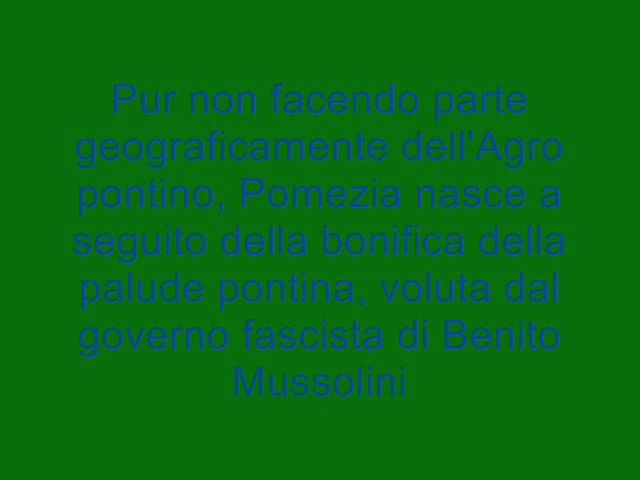 Pur non facendo parte
geograficamente dell'Agro
pontino, Pomezia nasce a
seguito della bonifica della
palude pontina, voluta dal
governo fascista di Benito
Mussolini